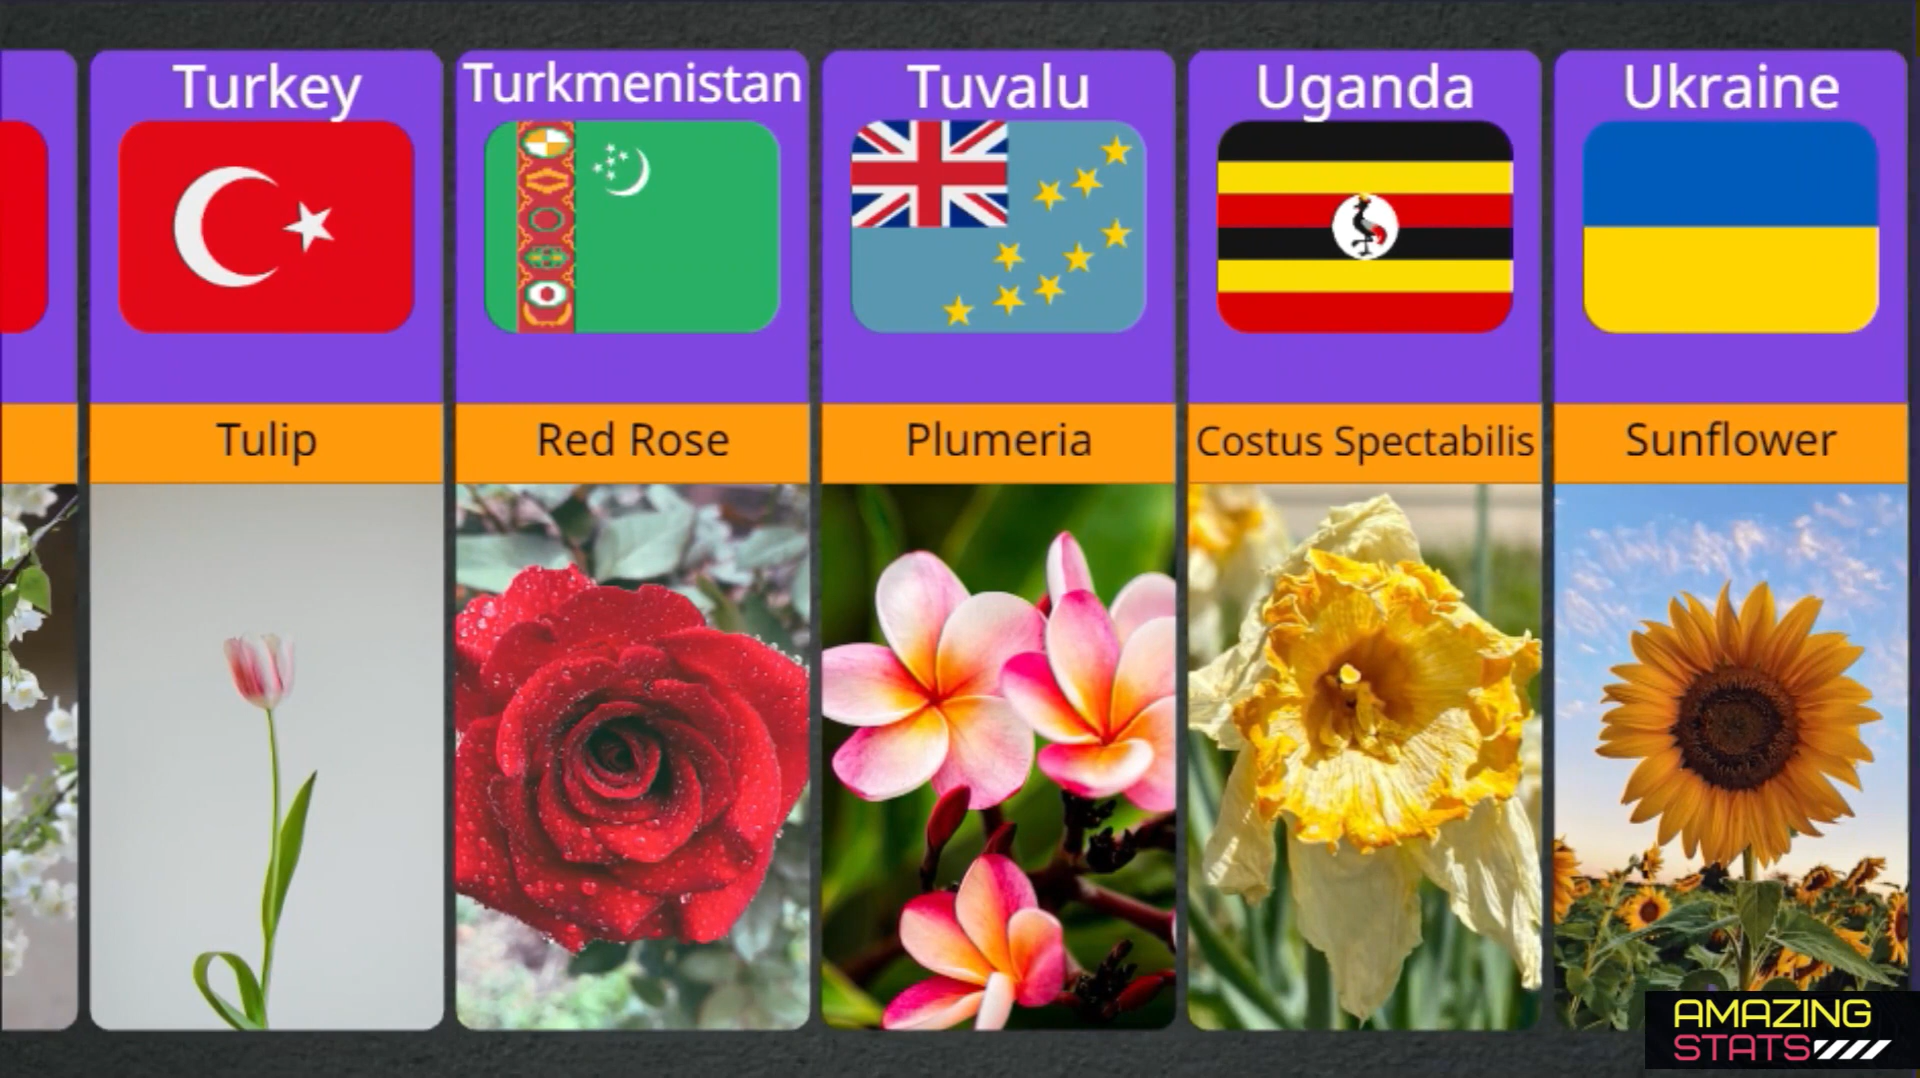 Turkey
Tulip
Turkmenistan
Red Rose
Tuvalu
Plumeria
Uganda
Costus Spectabilis
Ukraine
Sunflower
AMAZING
STATS